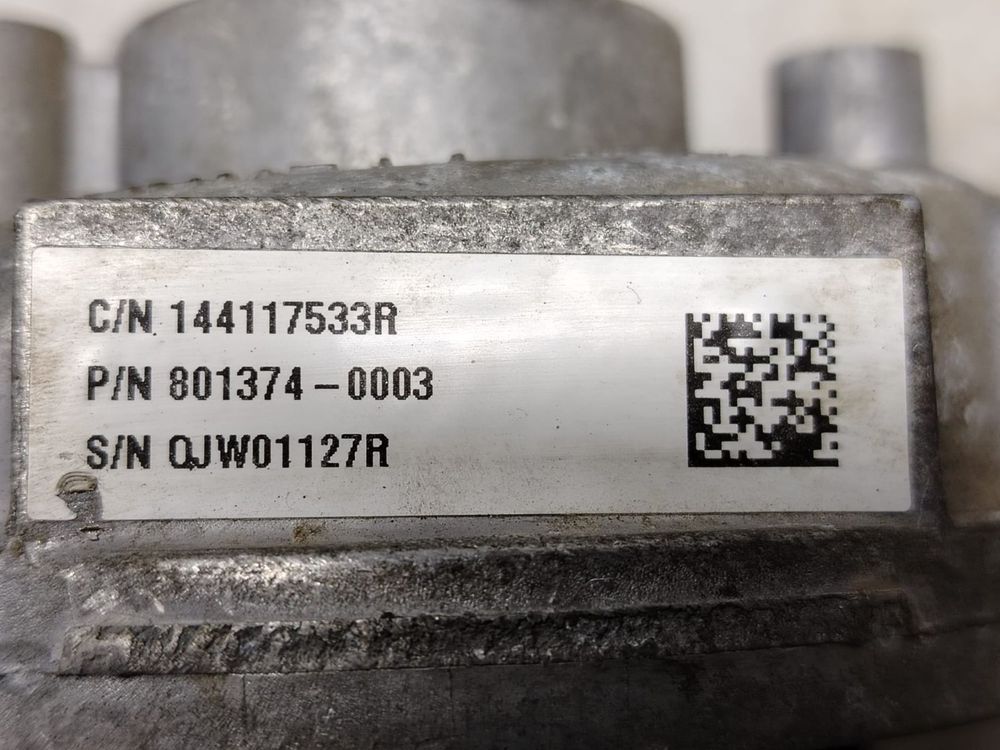 C/N 144117533R
P/N 801374-0003
S/N QJW01127R